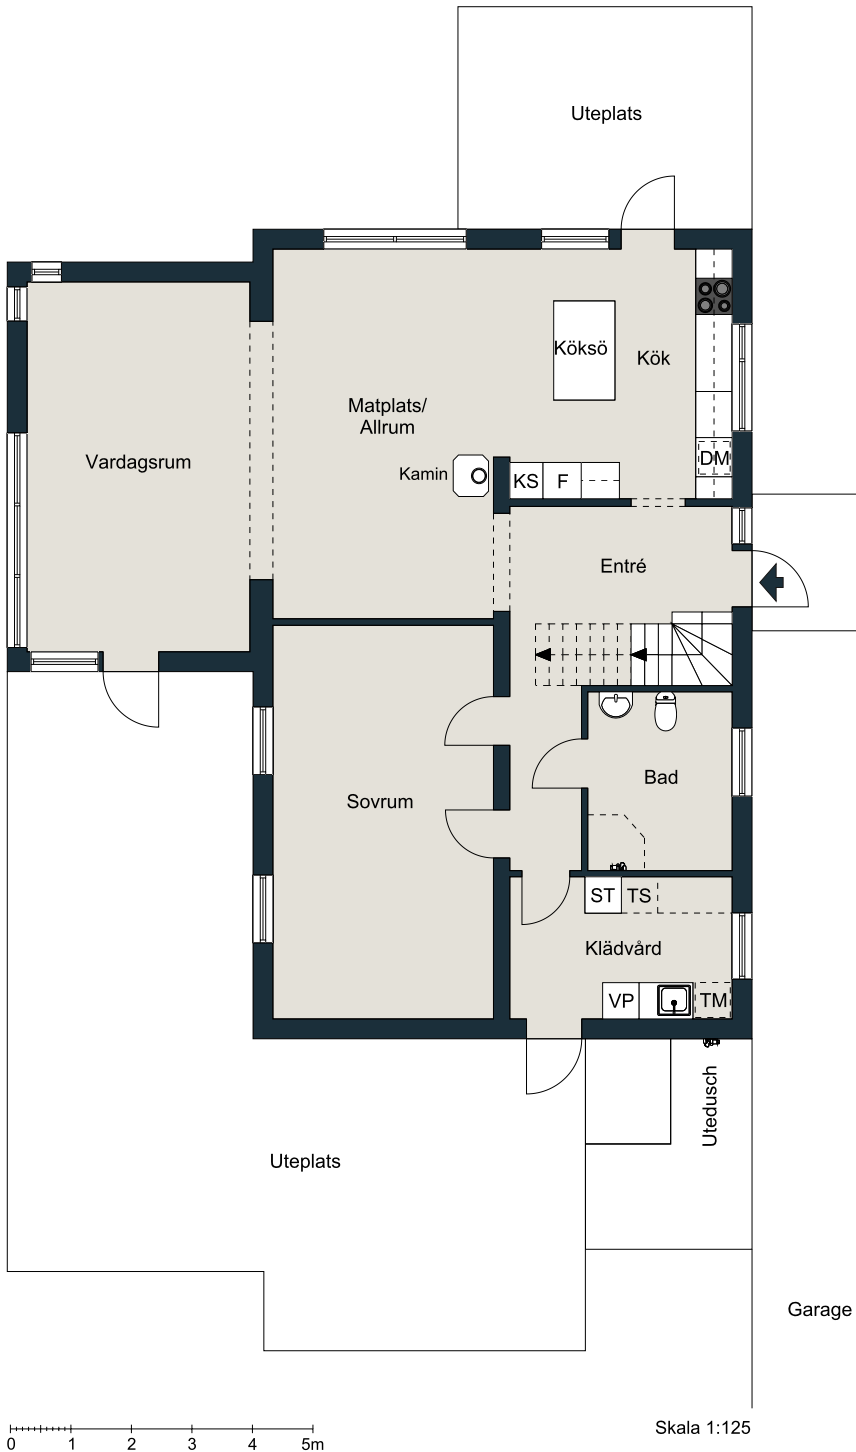 Uteplats
Köksö
Kök
Matplats/
Allrum
Vardagsrum
Kamin
KS
F
DM
Entré
Bad
Sovrum
ST
TS
Klädvård
VP
TM
Utedusch
Uteplats
Garage
Skala 1:125
0 1 2 3 4 5m